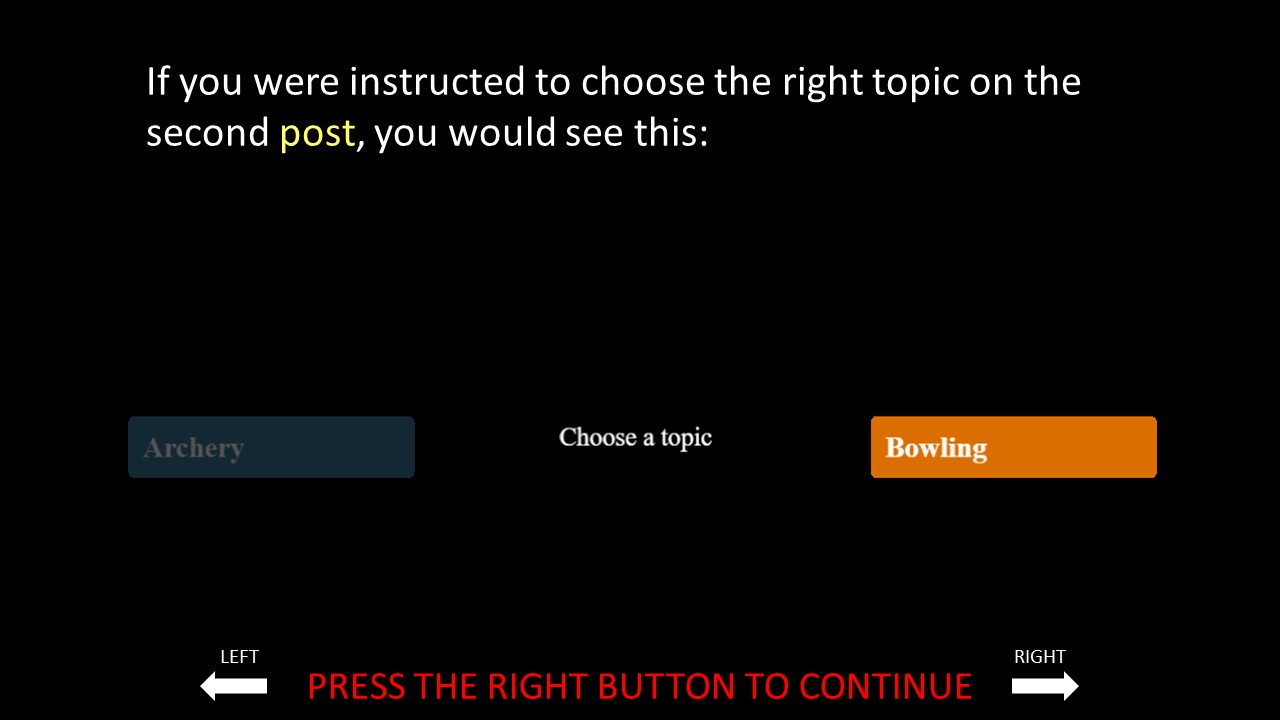 If you were instructed to choose the right topic on the
second post, you would see this:
Archery
Choose a topic
Bowling
LEFT
RIGHT
PRESS THE RIGHT BUTTON TO CONTINUE